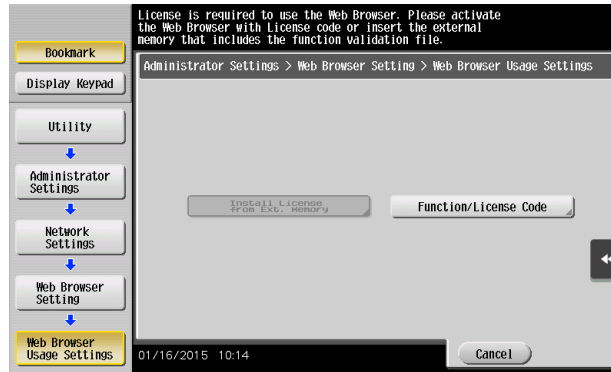 License is required to use the Web Browser. Please activate
the Web Browser with License code or insert the external
memory that includes the function validation file.
Bookmark
Display Keypad
Administrator Settings > Web Browser Setting > Web Browser Usage Settings
Utility
Administrator
Settings
Network
Settings
Web Browser
Setting
Web Browser
Usage Settings
Install License
from Ext. Memory
Function/License Code
01/16/2015 10:14
Cancel